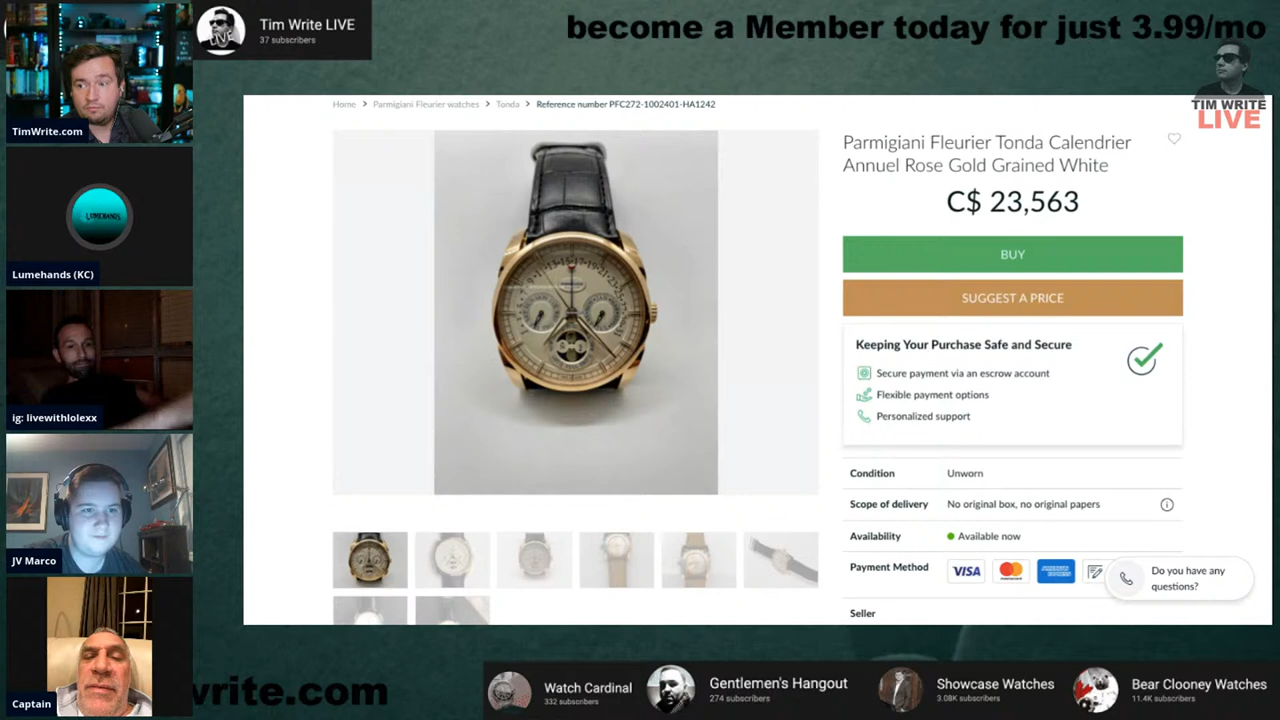 Tim Write LIVE
37 subscribers
become a Member today for just 3.99/mo
TIM WRITE
LIVE
TimWrite.com
LUMEHANDS
Lumehands (KC)
ig: livewithlolexx
JV Marco
Captain
Home > Parmigiani Fleurier watches > Tonda > Reference number PFC272-1002401-HA1242
Parmigiani Fleurier Tonda Calendrier
Annuel Rose Gold Grained White
C$ 23,563
BUY
SUGGEST A PRICE
Keeping Your Purchase Safe and Secure
Secure payment via an escrow account
Flexible payment options
Personalized support
Condition Unworn
Scope of delivery No original box, no original papers
Availability Available now
Payment Method VISA
Do you have any
questions?
Seller
write.com
Watch Cardinal
332 subscribers
Gentlemen's Hangout
274 subscribers
Showcase Watches
3.08K subscribers
Bear Clooney Watches
11.4K subscribers